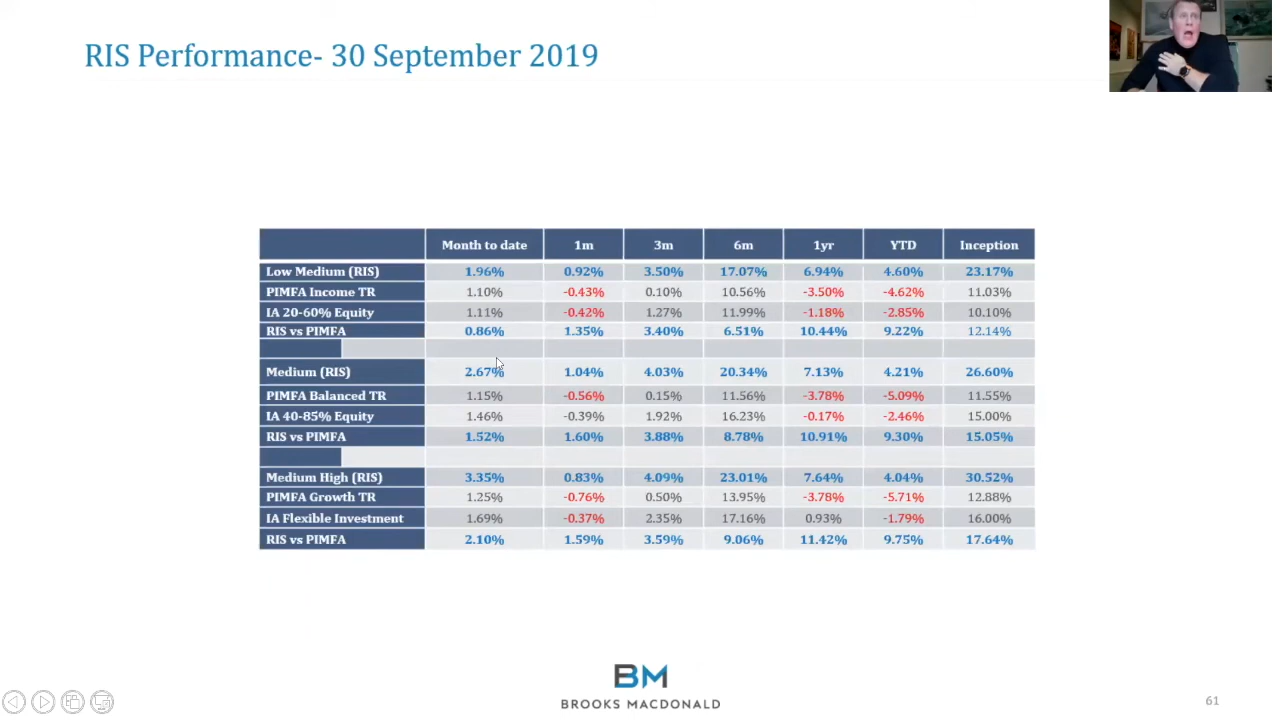 RIS Performance- 30 September 2019
Month to date 1m 3m 6m 1yr YTD Inception
Low Medium (RIS) 1.96% 0.92% 3.50% 17.07% 6.94% 4.60% 23.17%
PIMFA Income TR 1.10% -0.43% 0.10% 10.56% -3.50% -4.62% 11.03%
IA 20-60% Equity 1.11% -0.42% 1.27% 11.99% -1.18% -2.85% 10.10%
RIS vs PIMFA 0.86% 1.35% 3.40% 6.51% 10.44% 9.22% 12.14%
Medium (RIS) 2.67% 1.04% 4.03% 20.34% 7.13% 4.21% 26.60%
PIMFA Balanced TR 1.15% -0.56% 0.15% 11.56% -3.78% -5.09% 11.55%
IA 40-85% Equity 1.46% -0.39% 1.92% 16.23% -0.17% -2.46% 15.00%
RIS vs PIMFA 1.52% 1.60% 3.88% 8.78% 10.91% 9.30% 15.05%
Medium High (RIS) 3.35% 0.83% 4.09% 23.01% 7.64% 4.04% 30.52%
PIMFA Growth TR 1.25% -0.76% 0.50% 13.95% -3.78% -5.71% 12.88%
IA Flexible Investment 1.69% -0.37% 2.35% 17.16% 0.93% -1.79% 16.00%
RIS vs PIMFA 2.10% 1.59% 3.59% 9.06% 11.42% 9.75% 17.64%
BM
BROOKS MACDONALD
61